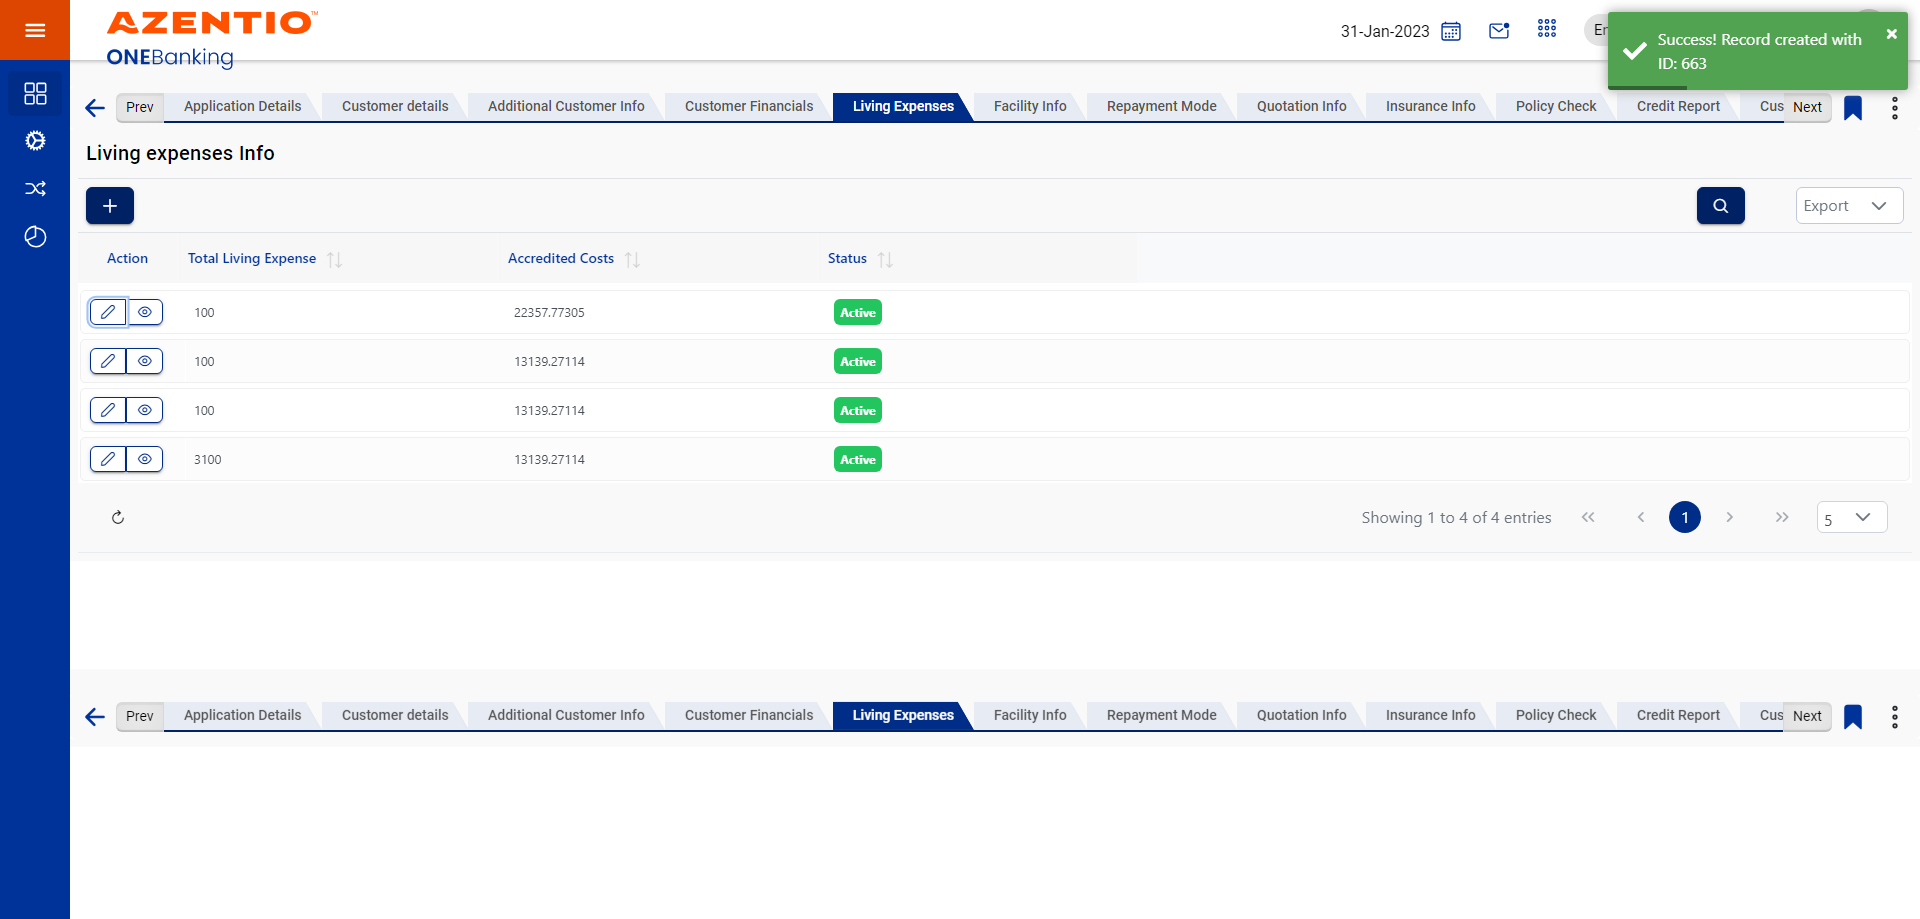 AZENTIO™
ONEBanking
31-Jan-2023
Success! Record created with
ID: 663
Prev
Application Details
Customer details
Additional Customer Info
Customer Financials
Living Expenses
Facility Info
Repayment Mode
Quotation Info
Insurance Info
Policy Check
Credit Report
Next
Living expenses Info
Export
Action Total Living Expense Accredited Costs Status
100 22357.77305 Active
100 13139.27114 Active
100 13139.27114 Active
3100 13139.27114 Active
Showing 1 to 4 of 4 entries
1
5
Prev
Application Details
Customer details
Additional Customer Info
Customer Financials
Living Expenses
Facility Info
Repayment Mode
Quotation Info
Insurance Info
Policy Check
Credit Report
Next